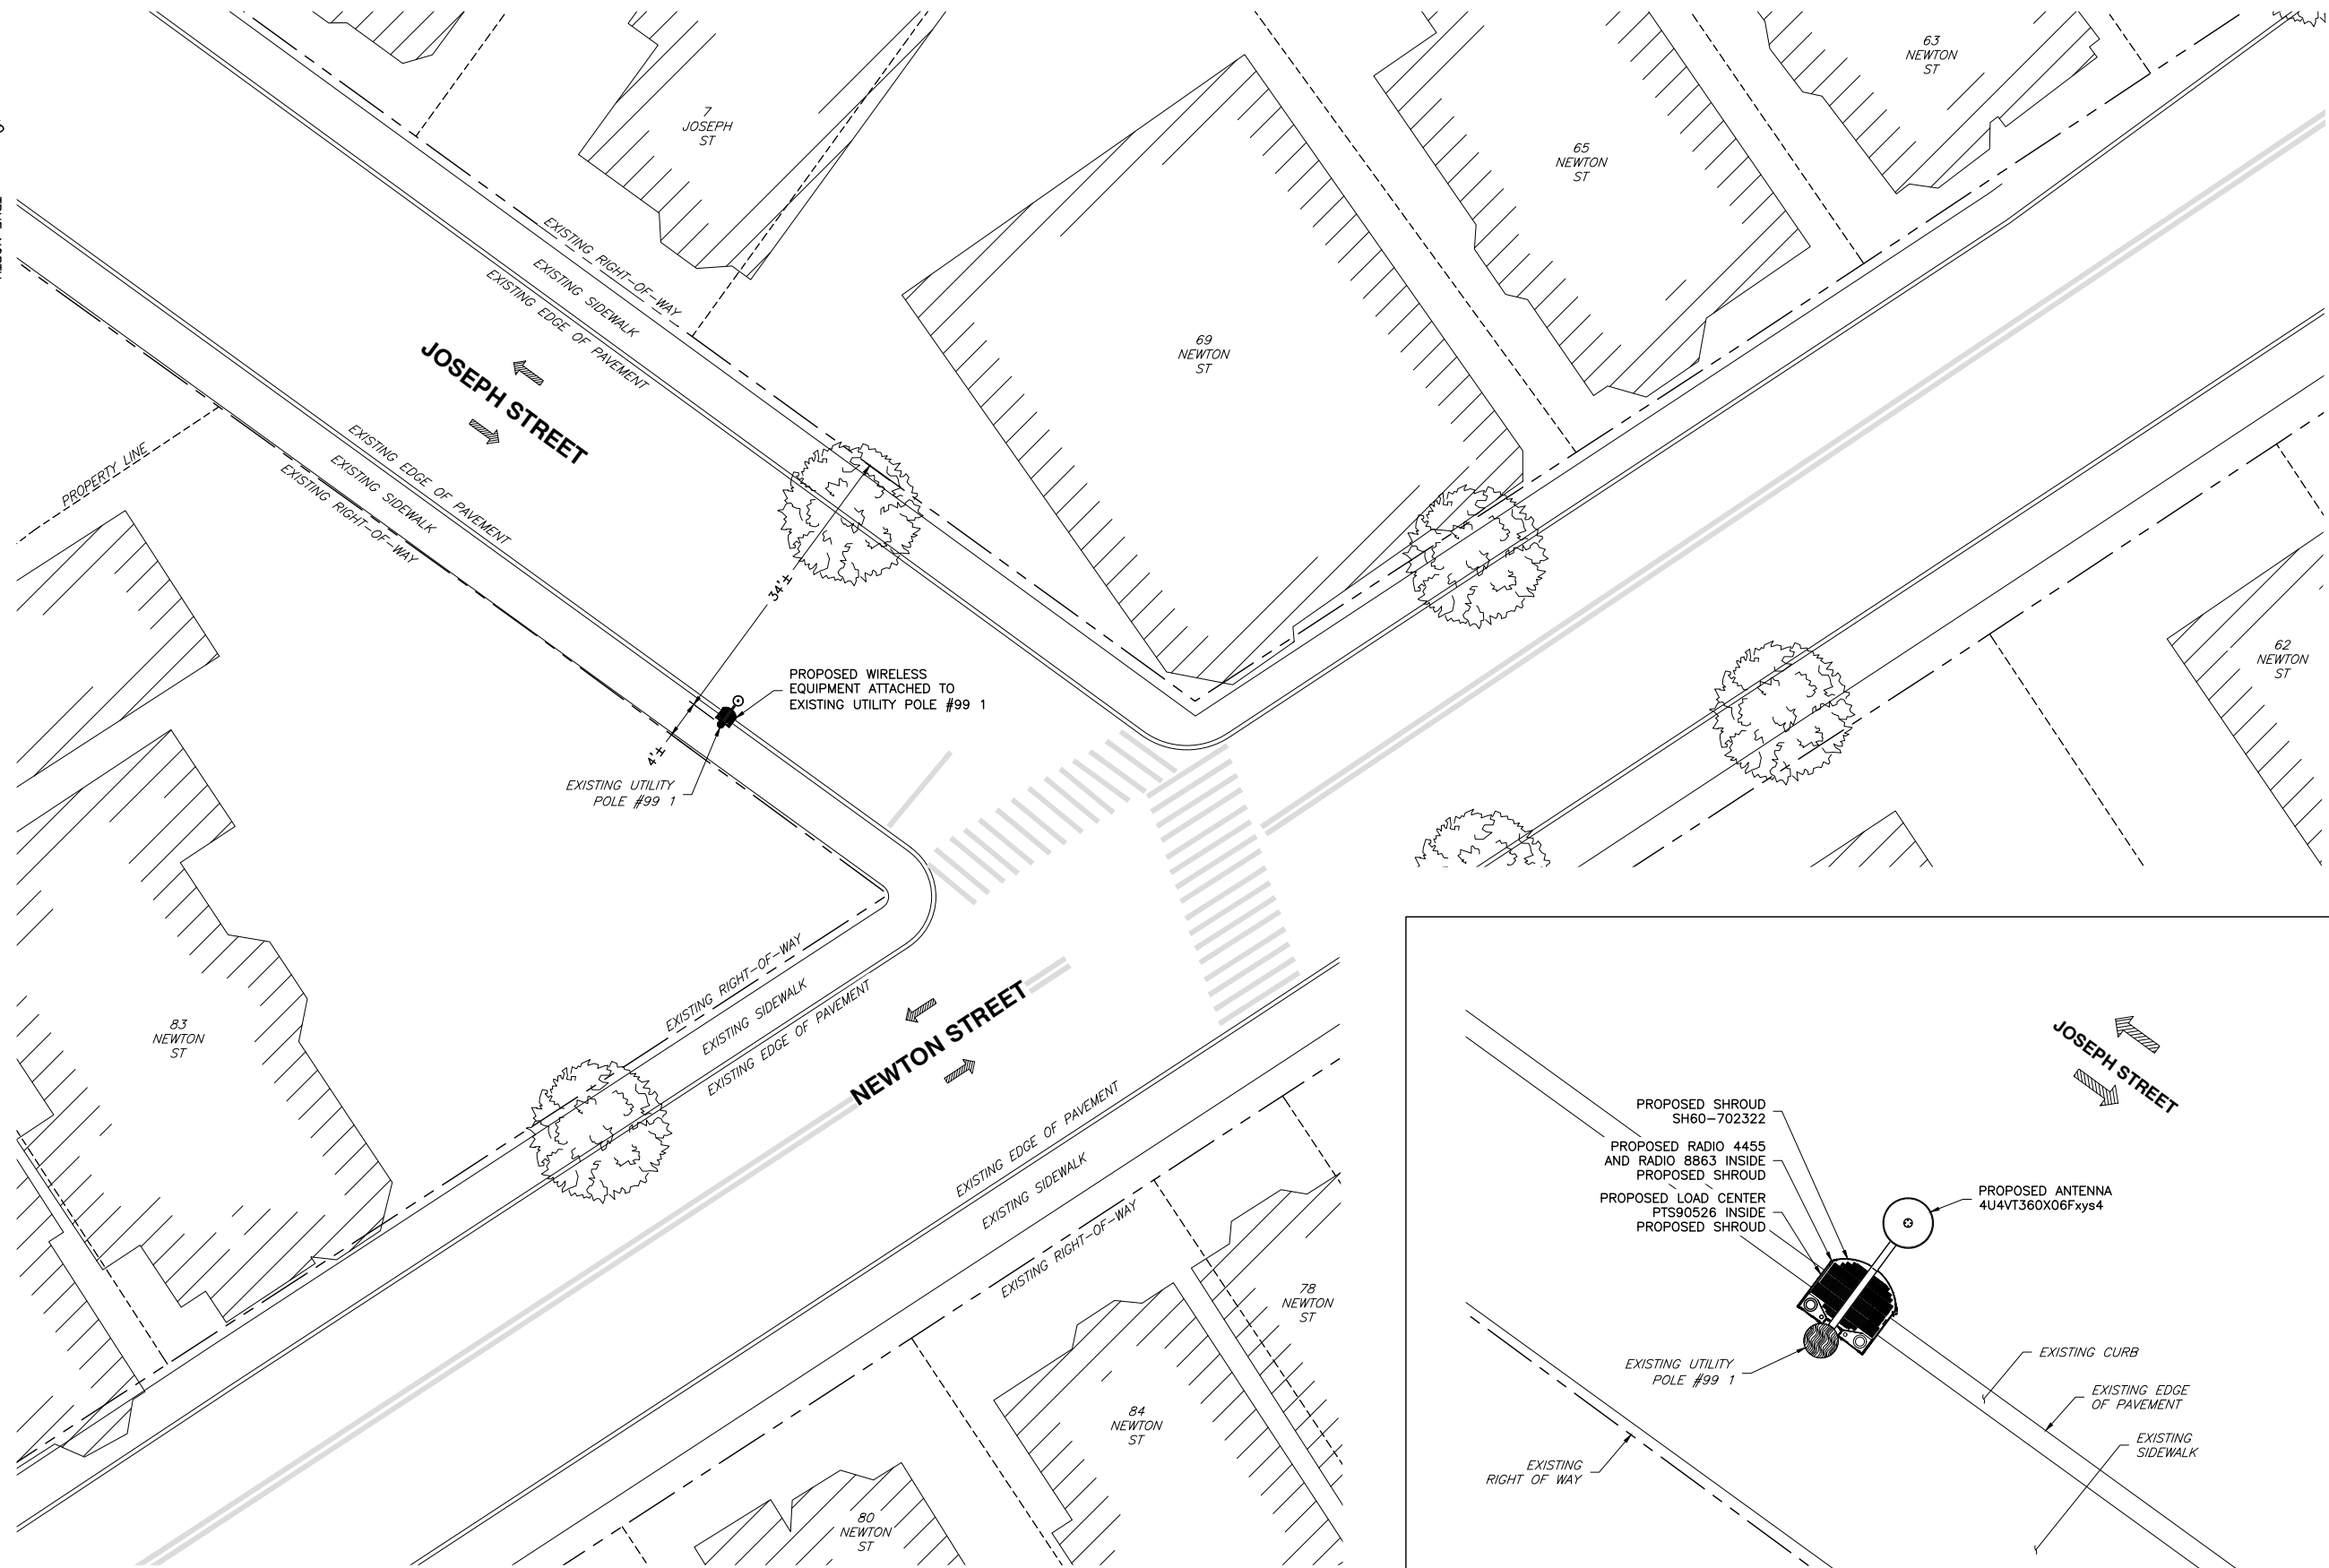 7
JOSEPH
ST
63
NEWTON
ST
65
NEWTON
ST
69
NEWTON
ST
EXISTING RIGHT-OF-WAY
EXISTING SIDEWALK
EXISTING EDGE OF PAVEMENT
JOSEPH STREET
EXISTING EDGE OF PAVEMENT
EXISTING SIDEWALK
EXISTING RIGHT-OF-WAY
PROPERTY LINE
34'±
4'±
PROPOSED WIRELESS
EQUIPMENT ATTACHED TO
EXISTING UTILITY POLE #99 1
EXISTING UTILITY
POLE #99 1
62
NEWTON
ST
83
NEWTON
ST
EXISTING RIGHT-OF-WAY
EXISTING SIDEWALK
EXISTING EDGE OF PAVEMENT
NEWTON STREET
EXISTING EDGE OF PAVEMENT
EXISTING SIDEWALK
EXISTING RIGHT-OF-WAY
78
NEWTON
ST
84
NEWTON
ST
80
NEWTON
ST
JOSEPH STREET
PROPOSED SHROUD
SH60-702322
PROPOSED RADIO 4455
AND RADIO 8863 INSIDE
PROPOSED SHROUD
PROPOSED LOAD CENTER
PTS90526 INSIDE
PROPOSED SHROUD
PROPOSED ANTENNA
4U4VT360X06Fxys4
EXISTING UTILITY
POLE #99 1
EXISTING CURB
EXISTING EDGE
OF PAVEMENT
EXISTING
SIDEWALK
EXISTING
RIGHT OF WAY